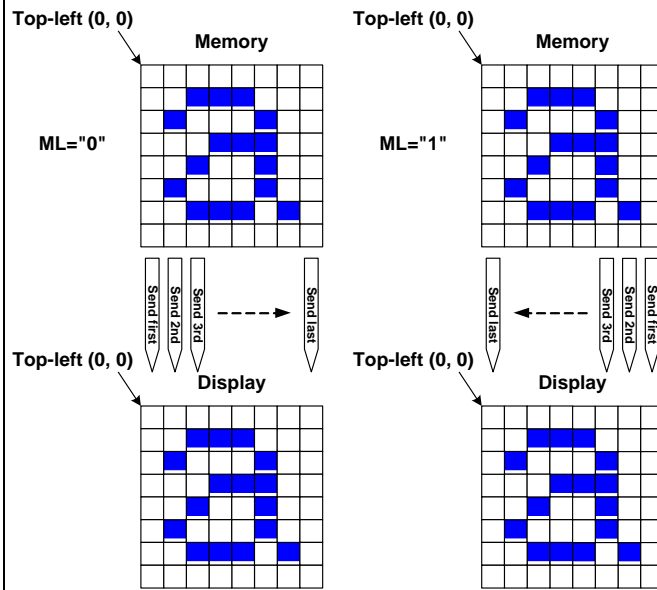 Top-left (0, 0)
Memory
ML="0"
Send first
Send 2nd
Send 3rd
Send last
Top-left (0, 0)
Display
Top-left (0, 0)
Memory
ML="1"
Send last
Send 3rd
Send 2nd
Send first
Top-left (0, 0)
Display